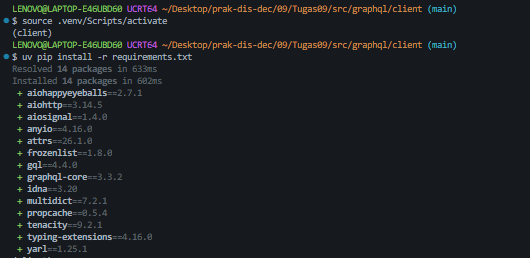 LENOVO@LAPTOP-E46UBD60 UCRT64 ~/Desktop/prak-dis-dec/09/Tugas09/src/graphql/client (main)
$ source .venv/Scripts/activate
(client)
LENOVO@LAPTOP-E46UBD60 UCRT64 ~/Desktop/prak-dis-dec/09/Tugas09/src/graphql/client (main)
$ uv pip install -r requirements.txt
Resolved 14 packages in 633ms
Installed 14 packages in 602ms
+ aiohappyeyeballs==2.7.1
+ aiohttp==3.14.5
+ aiosignal==1.4.0
+ anyio==4.16.0
+ attrs==26.1.0
+ frozenlist==1.8.0
+ gql==4.4.0
+ graphql-core==3.3.2
+ idna==3.20
+ multidict==7.2.1
+ propcache==0.5.4
+ tenacity==9.2.1
+ typing-extensions==4.16.0
+ yarl==1.25.1